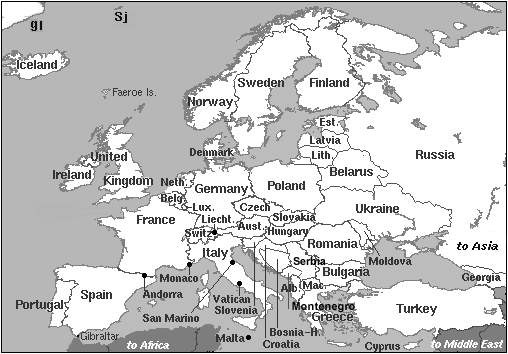 gl
Sj
Iceland
Faeroe Is.
Sweden
Finland
Norway
Est.
Latvia
Lith.
Denmark
Russia
United
Kingdom
Ireland
Neth.
Belg.
Lux.
Germany
Poland
Belarus
Ukraine
Czech
Slovakia
Liecht.
Aust.
Hungary
Switz.
France
Romania
Moldova
to Asia
Italy
Serbia
Bulgaria
Georgia
Monaco
Andorra
San Marino
Vatican
Slovenia
Alb.
Mac.
Montenegro
Greece
Turkey
Portugal
Spain
Gibraltar
to Africa
Malta
Bosnia-H.
Croatia
Cyprus
to Middle East